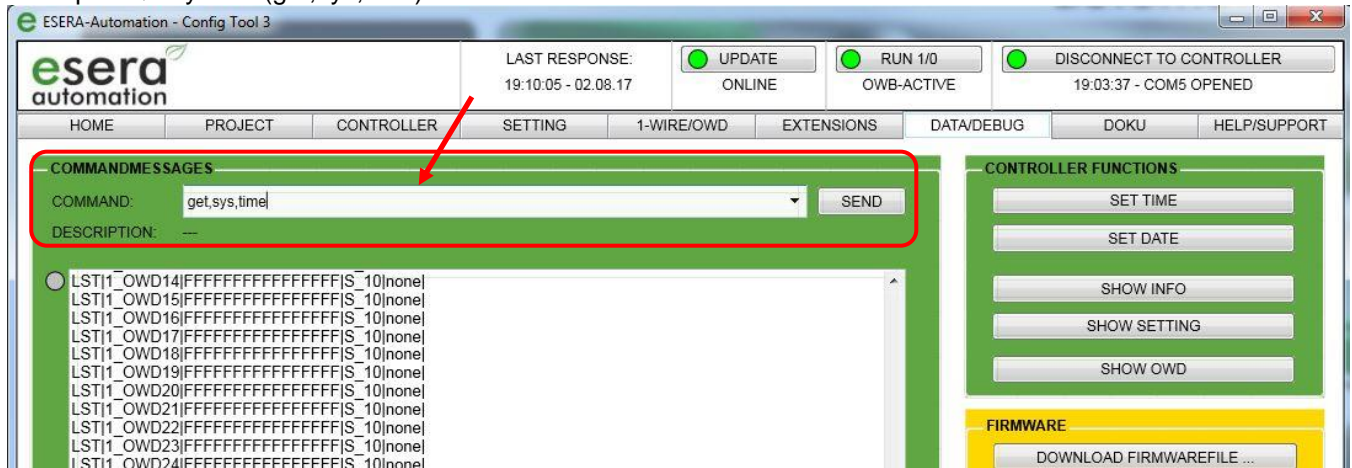 ESERA-Automation - Config Tool 3
esera
automation
LAST RESPONSE:
19:10:05 - 02.08.17
UPDATE
ONLINE
RUN 1/0
OWB-ACTIVE
DISCONNECT TO CONTROLLER
19:03:37 - COM5 OPENED
HOME PROJECT CONTROLLER SETTING 1-WIRE/OWD EXTENSIONS DATA/DEBUG DOKU HELP/SUPPORT
COMMANDMESSAGES
COMMAND: get,sys,time SEND
DESCRIPTION: ---
LST|1_OWD14|FFFFFFFFFFFFFFFF|S_10|none|
LST|1_OWD15|FFFFFFFFFFFFFFFF|S_10|none|
LST|1_OWD16|FFFFFFFFFFFFFFFF|S_10|none|
LST|1_OWD17|FFFFFFFFFFFFFFFF|S_10|none|
LST|1_OWD18|FFFFFFFFFFFFFFFF|S_10|none|
LST|1_OWD19|FFFFFFFFFFFFFFFF|S_10|none|
LST|1_OWD20|FFFFFFFFFFFFFFFF|S_10|none|
LST|1_OWD21|FFFFFFFFFFFFFFFF|S_10|none|
LST|1_OWD22|FFFFFFFFFFFFFFFF|S_10|none|
LST|1_OWD23|FFFFFFFFFFFFFFFF|S_10|none|
LST|1_OWD24|FFFFFFFFFFFFFFFF|S_10|none|
CONTROLLER FUNCTIONS
SET TIME
SET DATE
SHOW INFO
SHOW SETTING
SHOW OWD
FIRMWARE
DOWNLOAD FIRMWAREFILE ...